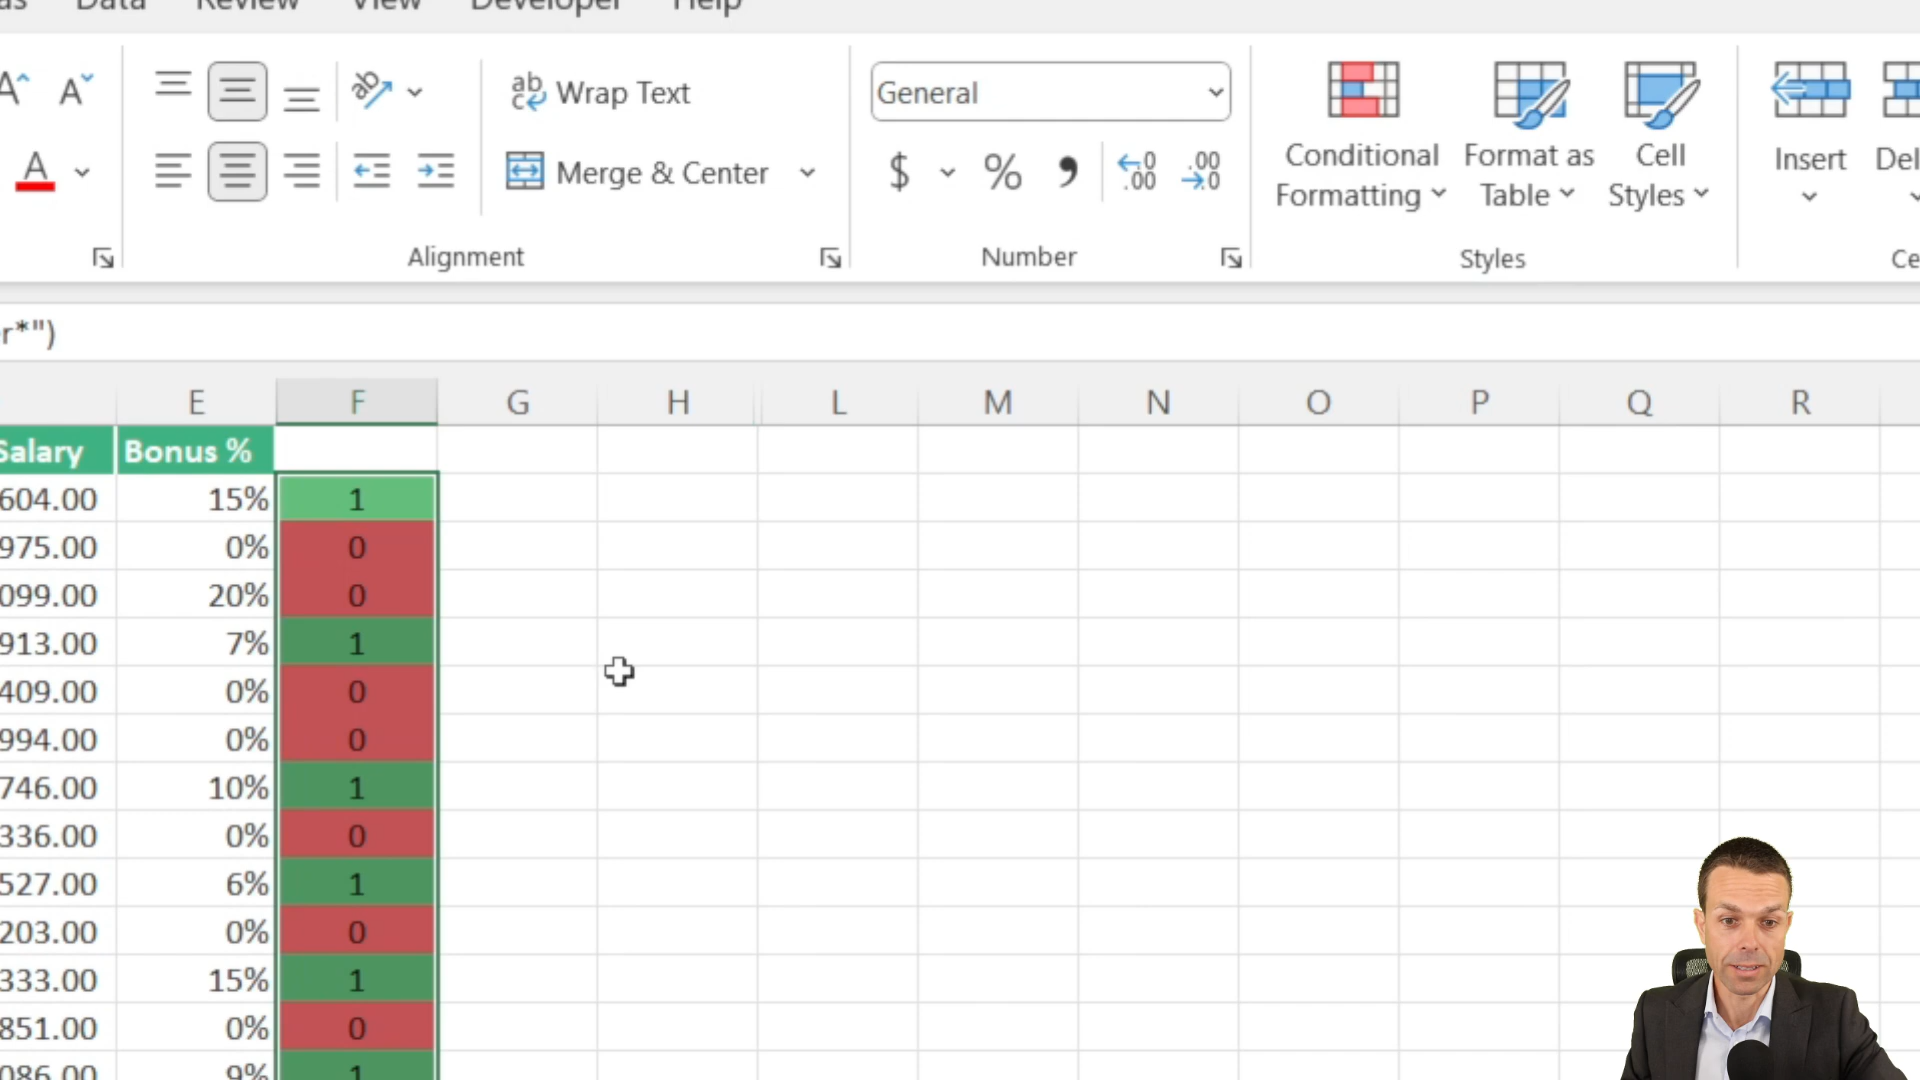 Data Review View Developer Help
Wrap Text
General
Merge & Center
$ % ,
Conditional Formatting
Format as Table
Cell Styles
Insert
Alignment
Number
Styles
r*")
E F G H L M N O P Q R
Salary Bonus %
604.00 15% 1
975.00 0% 0
099.00 20% 0
913.00 7% 1
409.00 0% 0
994.00 0% 0
746.00 10% 1
336.00 0% 0
527.00 6% 1
203.00 0% 0
333.00 15% 1
851.00 0% 0
086.00 9% 1